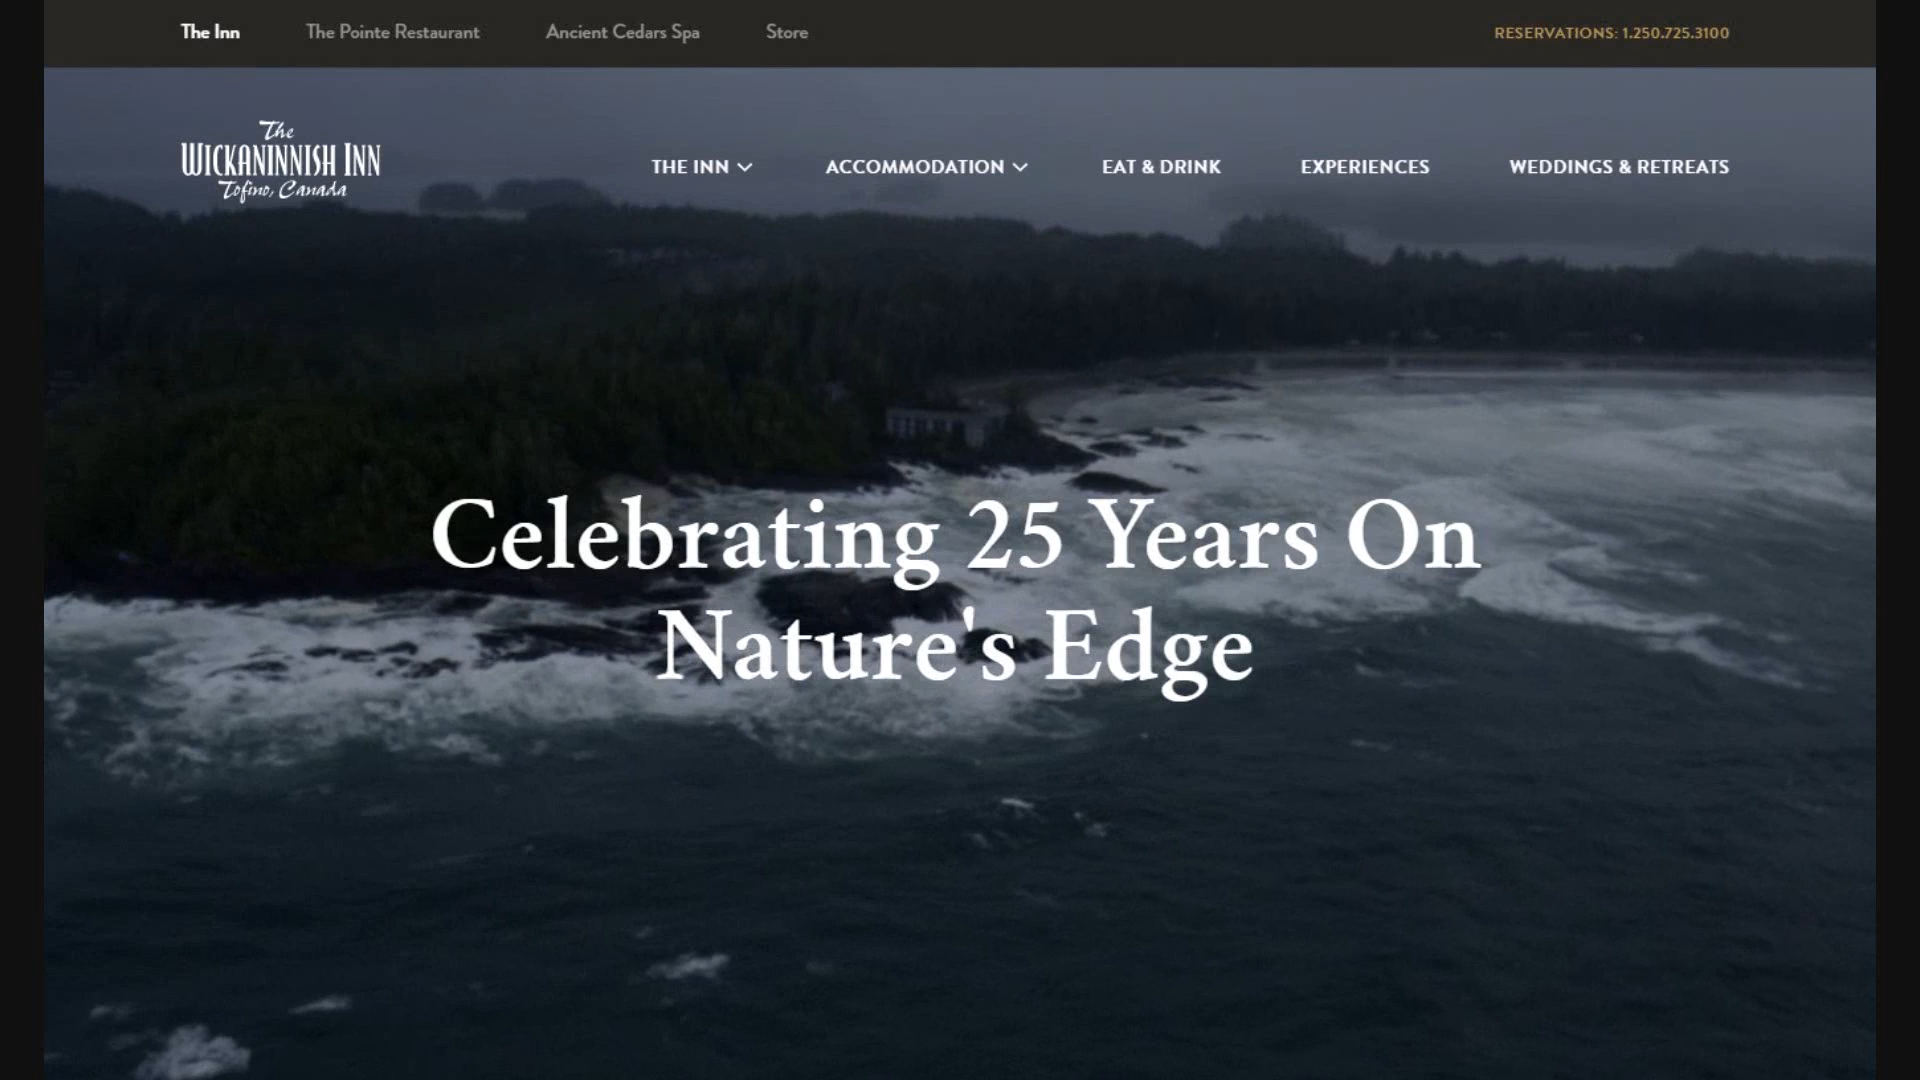 The Inn The Pointe Restaurant Ancient Cedars Spa Store RESERVATIONS: 1.250.725.3100
The
WICKANINNISH INN
Tofino, Canada
THE INN ACCOMMODATION EAT & DRINK EXPERIENCES WEDDINGS & RETREATS
Celebrating 25 Years On
Nature's Edge